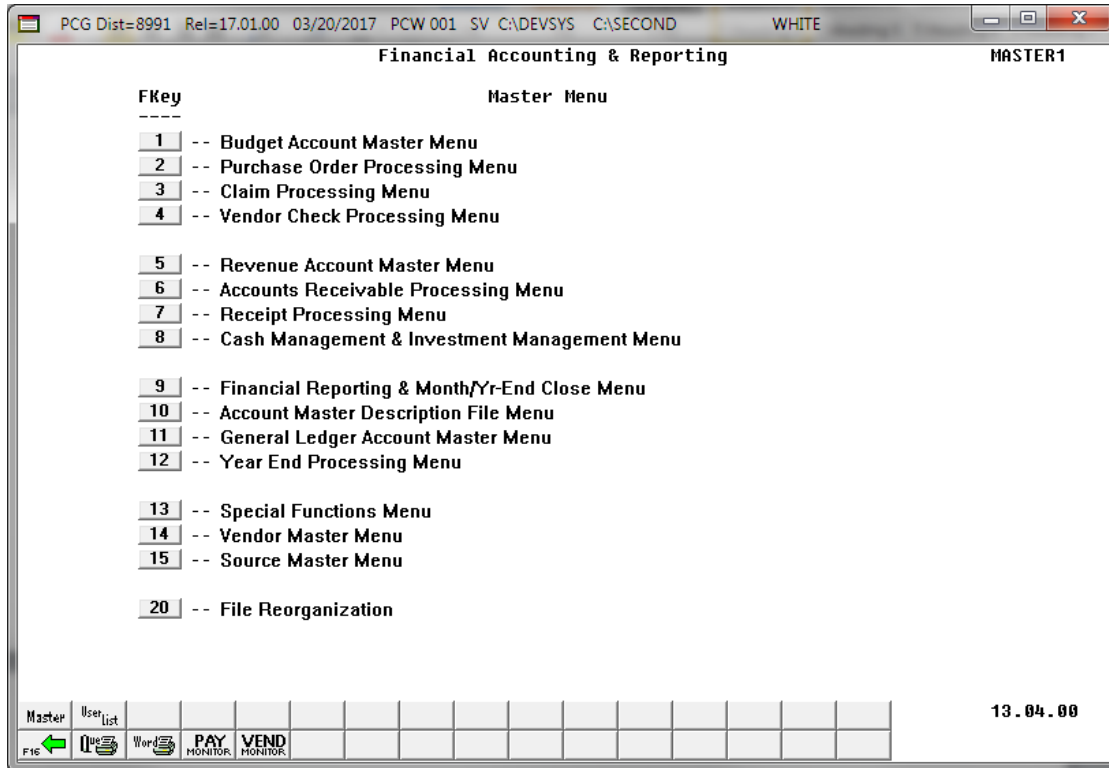 PCG Dist=8991 Rel=17.01.00 03/20/2017 PCW 001 SV C:\DEVSYS C:\SECOND WHITE
Financial Accounting & Reporting MASTER1
FKey Master Menu
----
1 -- Budget Account Master Menu
2 -- Purchase Order Processing Menu
3 -- Claim Processing Menu
4 -- Vendor Check Processing Menu
5 -- Revenue Account Master Menu
6 -- Accounts Receivable Processing Menu
7 -- Receipt Processing Menu
8 -- Cash Management & Investment Management Menu
9 -- Financial Reporting & Month/Yr-End Close Menu
10 -- Account Master Description File Menu
11 -- General Ledger Account Master Menu
12 -- Year End Processing Menu
13 -- Special Functions Menu
14 -- Vendor Master Menu
15 -- Source Master Menu
20 -- File Reorganization
Master User List 13.04.00
F16 Que Word PAY MONITOR VEND MONITOR